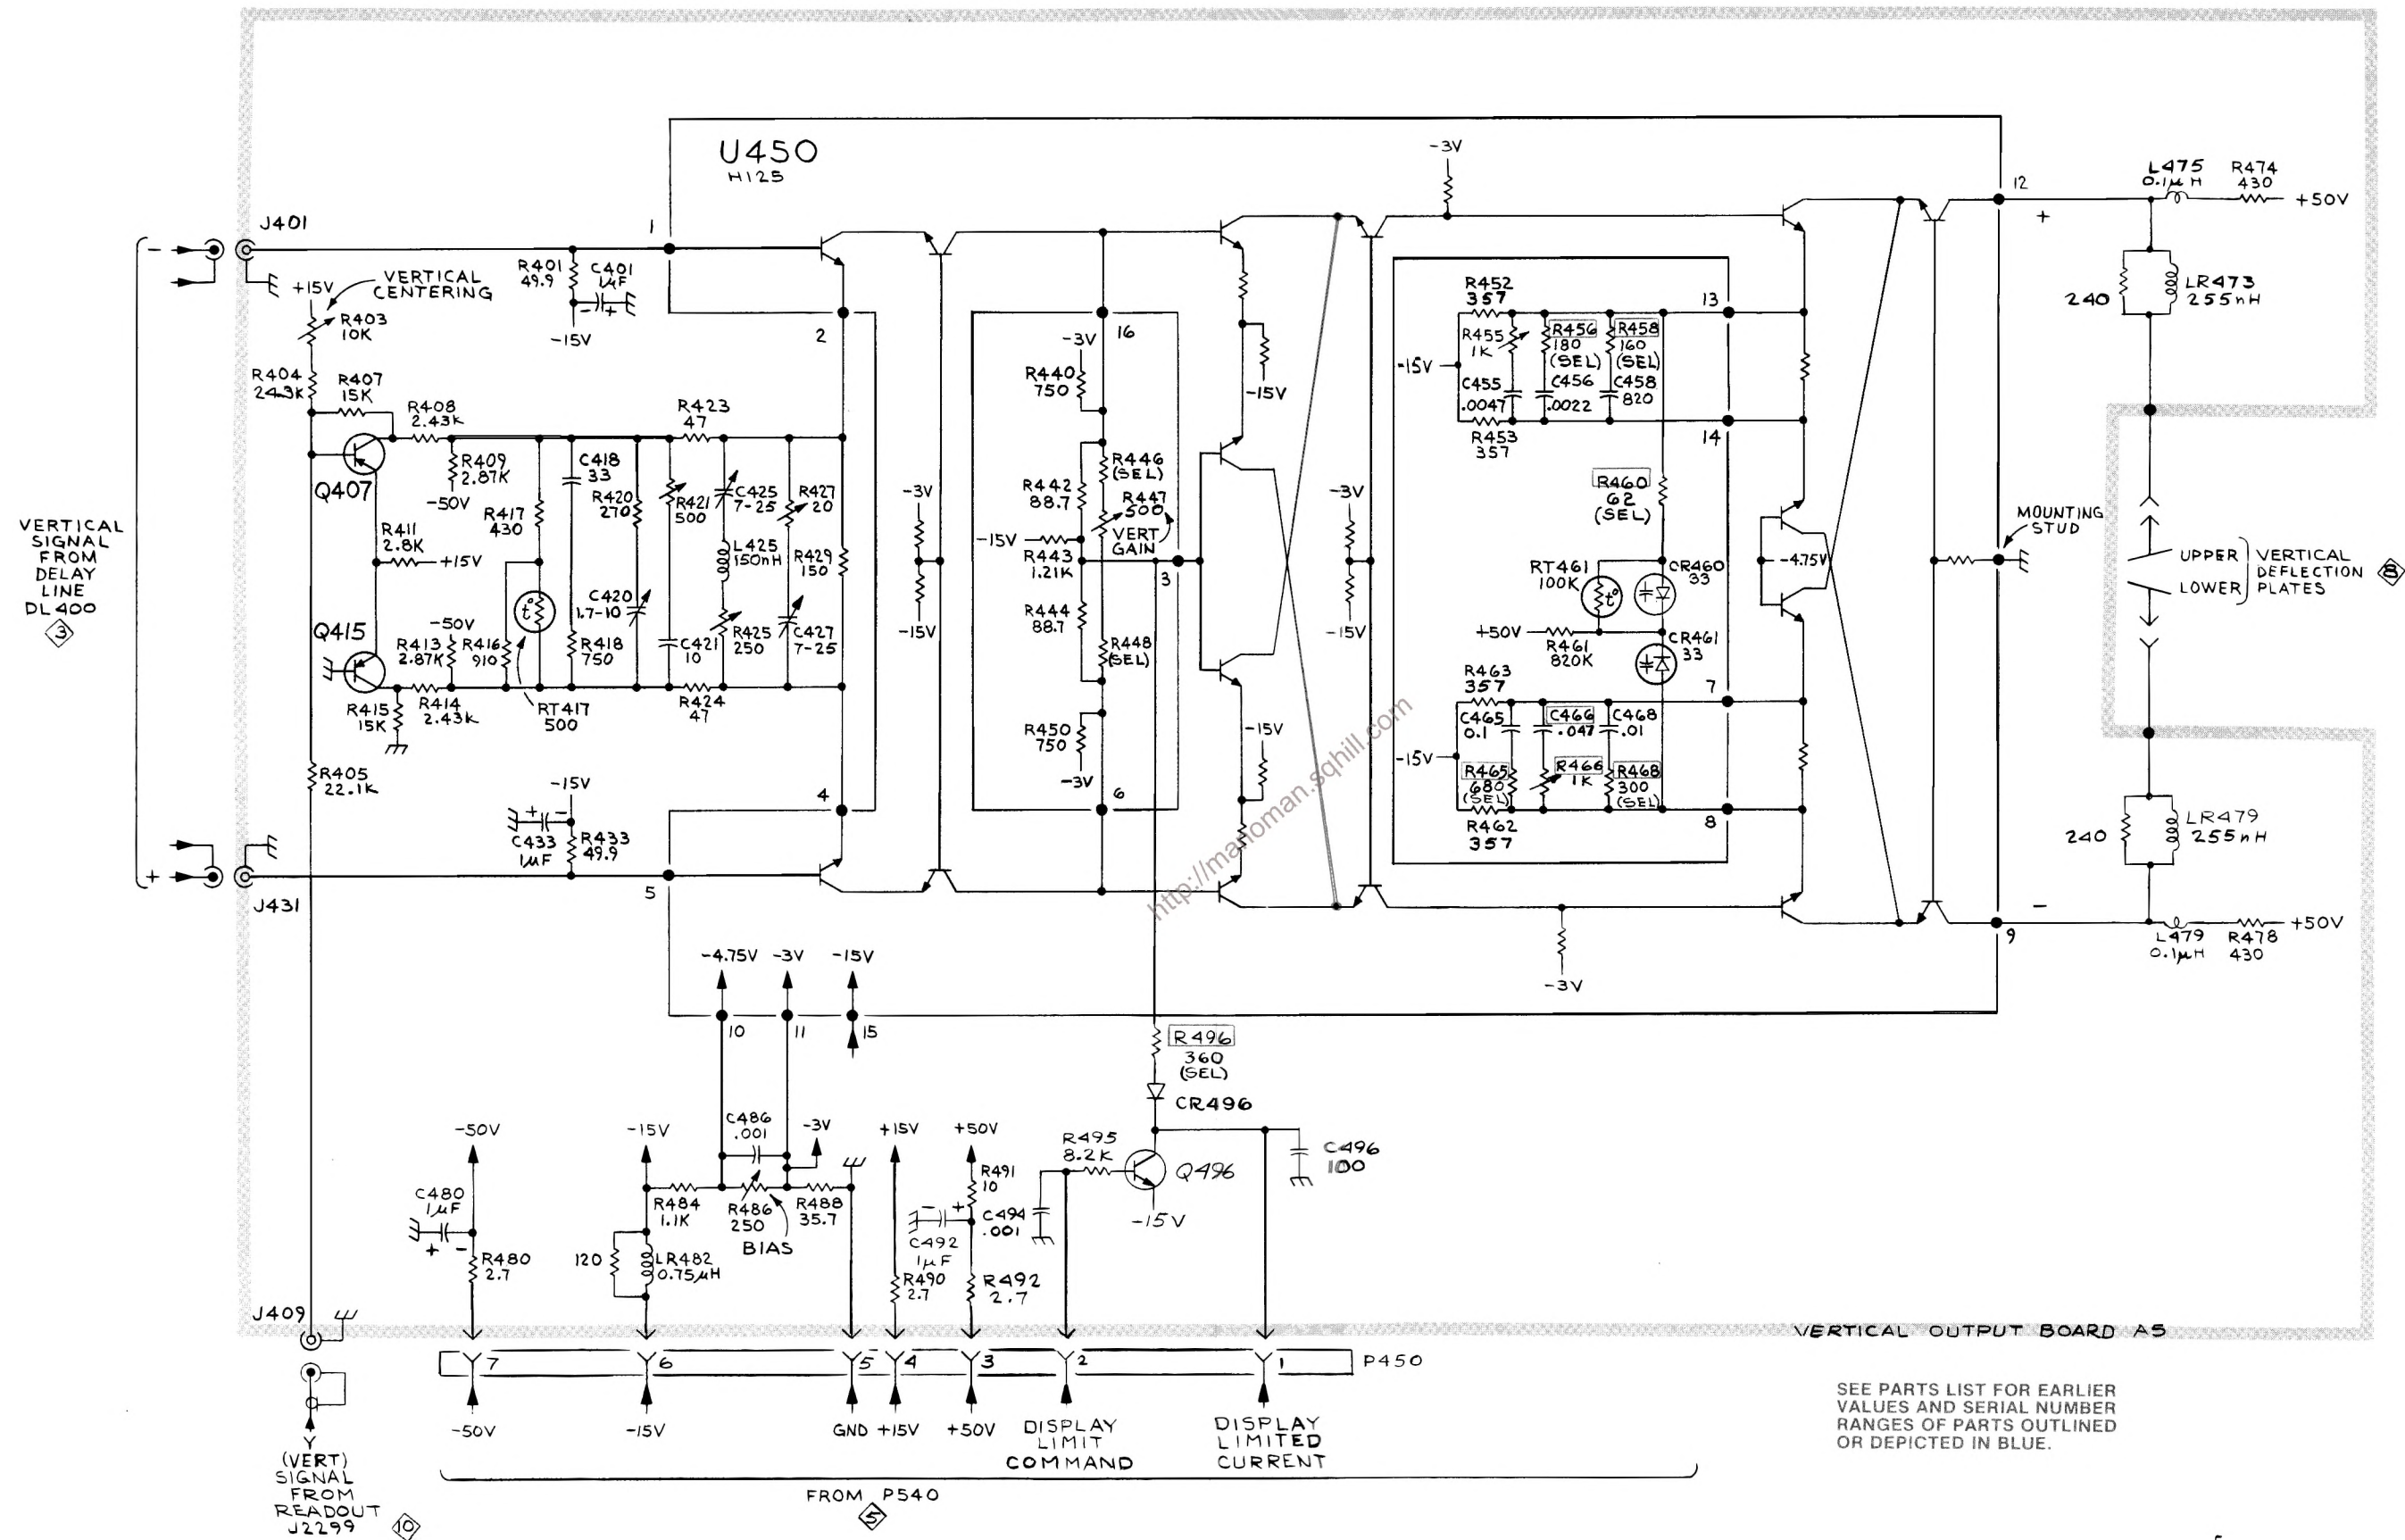 U450
H125
-3V
12
L475
0.1µH
R474
430
+50V
+
J401
1
-
R401
49.9
C401
1µF
- +
-15V
+15V
VERTICAL
CENTERING
R403
10K
2
R404
24.3K
R407
15K
R408
2.43K
R423
47
Q407
R409
2.87K
-50V
C418
33
R417
430
R420
270
R421
500
C425
7-25
R427
20
L425
150nH
R429
150
VERTICAL
SIGNAL
FROM
DELAY
LINE
DL400
3
R411
2.8K
+15V
Q415
-50V
R413
2.87K
R416
910
t°
C420
1.7-10
R418
750
C421
10
R425
250
C427
7-25
R415
15K
R414
2.43K
RT417
500
R424
47
R405
22.1K
-15V
+ -
C433
1µF
R433
49.9
4
+
J431
5
-3V
-15V
16
-3V
R440
750
R446
(SEL)
R442
88.7
R447
500
VERT
GAIN
-15V
R443
1.21K
3
R444
88.7
R448
(SEL)
R450
750
-3V
6
-15V
-15V
-3V
-15V
R452
357
13
R455
1K
R456
180
(SEL)
R458
160
(SEL)
-15V
C455
.0047
C456
.0022
C458
820
R453
357
14
R460
62
(SEL)
RT461
100K
t°
CR460
33
+50V
R461
820K
CR461
33
R463
357
7
C465
0.1
C466
.047
C468
.01
-15V
R465
680
(SEL)
R466
1K
R468
300
(SEL)
R462
357
8
-4.75V
-3V
240
LR473
255nH
MOUNTING
STUD
UPPER
LOWER
VERTICAL
DEFLECTION
PLATES
8
240
LR479
255nH
-
9
L479
0.1µH
R478
430
+50V
http://manoman.sqhill.com
-4.75V
-3V
-15V
10
11
15
R496
360
(SEL)
CR496
-50V
-15V
C486
.001
-3V
+15V
+50V
R495
8.2K
Q496
C496
100
C480
1µF
+ -
R480
2.7
R484
1.1K
R486
250
BIAS
R488
35.7
120
LR482
0.75µH
R491
10
- +
C492
1µF
C494
.001
-15V
R490
2.7
R492
2.7
J409
VERTICAL OUTPUT BOARD A5
7
6
5
4
3
2
1
P450
-50V
-15V
GND
+15V
+50V
DISPLAY
LIMIT
COMMAND
DISPLAY
LIMITED
CURRENT
SEE PARTS LIST FOR EARLIER
VALUES AND SERIAL NUMBER
RANGES OF PARTS OUTLINED
OR DEPICTED IN BLUE.
FROM P540
5
Y
(VERT)
SIGNAL
FROM
READOUT
J2299
10